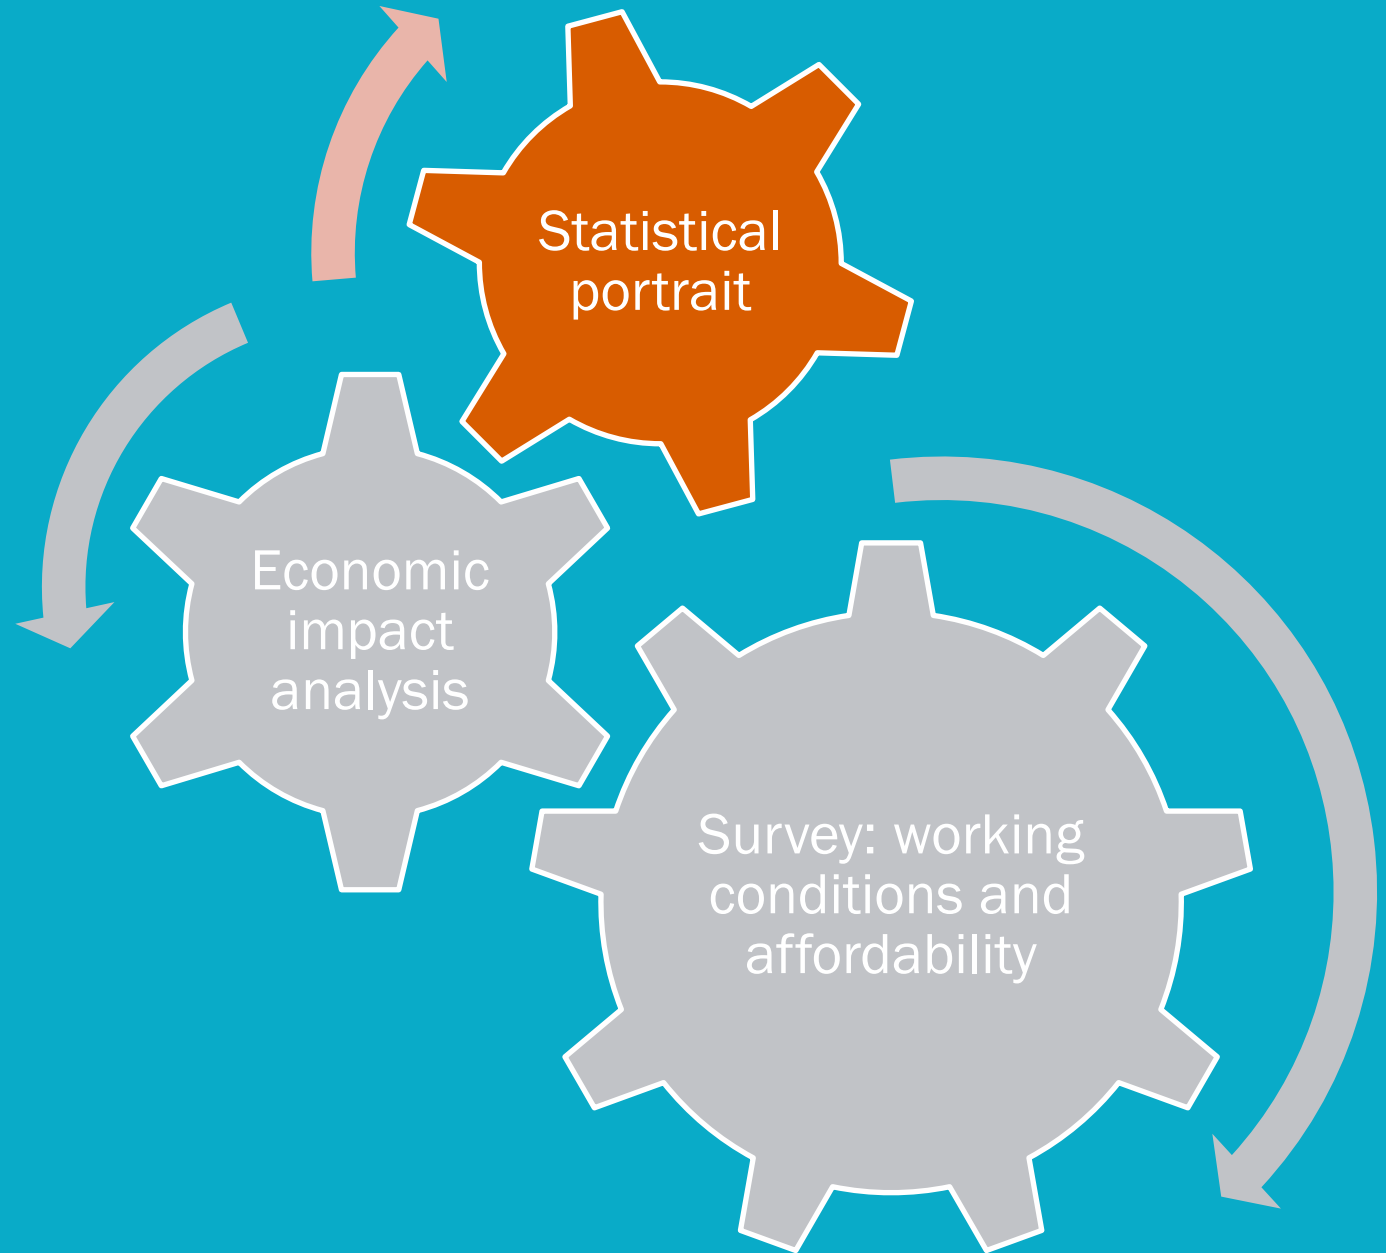 Statistical
portrait
Economic
impact
analysis
Survey: working
conditions and
affordability